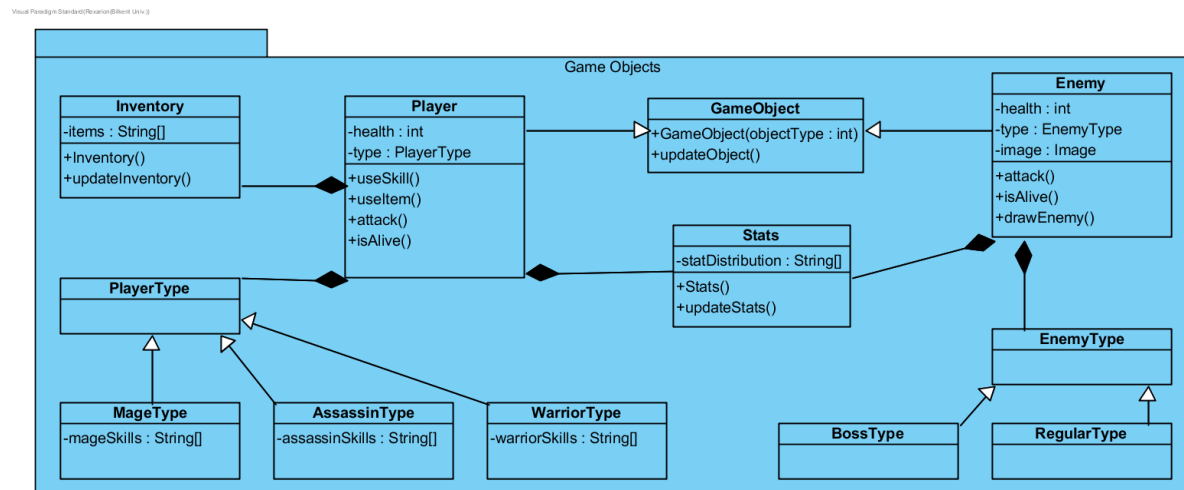 Visual Paradigm Standard(Rexarion(Bilkent Univ.))
Game Objects
Inventory
-items : String[]
+Inventory()
+updateInventory()
Player
-health : int
-type : PlayerType
+useSkill()
+useItem()
+attack()
+isAlive()
GameObject
+GameObject(objectType : int)
+updateObject()
Enemy
-health : int
-type : EnemyType
-image : Image
+attack()
+isAlive()
+drawEnemy()
Stats
-statDistribution : String[]
+Stats()
+updateStats()
PlayerType
EnemyType
MageType
-mageSkills : String[]
AssassinType
-assassinSkills : String[]
WarriorType
-warriorSkills : String[]
BossType
RegularType